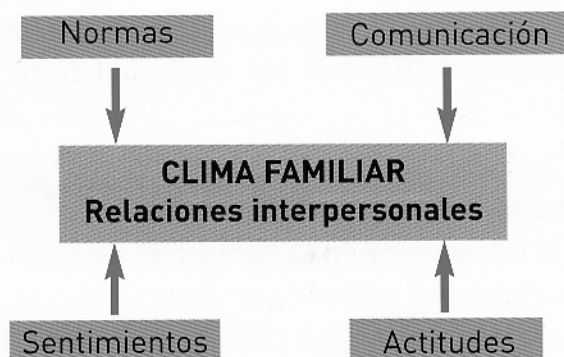 Normas
Comunicación
CLIMA FAMILIAR
Relaciones interpersonales
Sentimientos
Actitudes